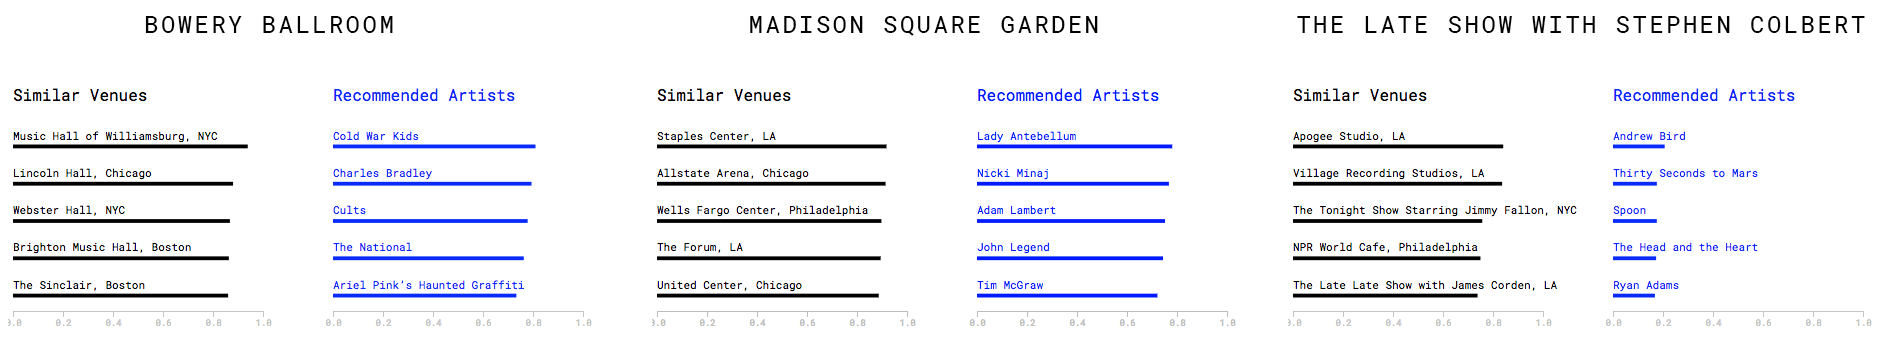 BOWERY BALLROOM
Similar Venues
Music Hall of Williamsburg, NYC
Lincoln Hall, Chicago
Webster Hall, NYC
Brighton Music Hall, Boston
The Sinclair, Boston
0.0 0.2 0.4 0.6 0.8 1.0
Recommended Artists
Cold War Kids
Charles Bradley
Cults
The National
Ariel Pink's Haunted Graffiti
0.0 0.2 0.4 0.6 0.8 1.0
MADISON SQUARE GARDEN
Similar Venues
Staples Center, LA
Allstate Arena, Chicago
Wells Fargo Center, Philadelphia
The Forum, LA
United Center, Chicago
0.0 0.2 0.4 0.6 0.8 1.0
Recommended Artists
Lady Antebellum
Nicki Minaj
Adam Lambert
John Legend
Tim McGraw
0.0 0.2 0.4 0.6 0.8 1.0
THE LATE SHOW WITH STEPHEN COLBERT
Similar Venues
Apogee Studio, LA
Village Recording Studios, LA
The Tonight Show Starring Jimmy Fallon, NYC
NPR World Cafe, Philadelphia
The Late Late Show with James Corden, LA
0.0 0.2 0.4 0.6 0.8 1.0
Recommended Artists
Andrew Bird
Thirty Seconds to Mars
Spoon
The Head and the Heart
Ryan Adams
0.0 0.2 0.4 0.6 0.8 1.0